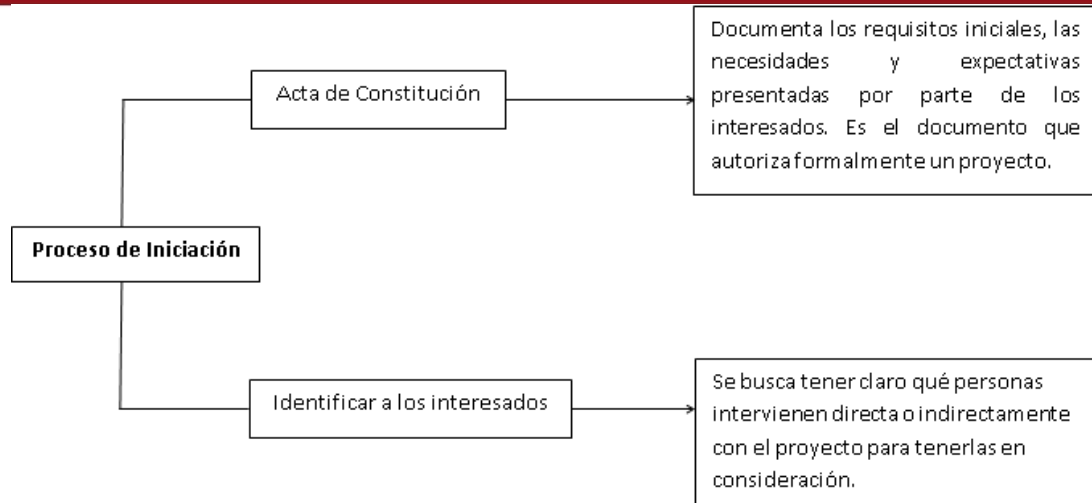 Documenta los requisitos iniciales, las
necesidades y expectativas
presentadas por parte de los
interesados. Es el documento que
autoriza formalmente un proyecto.
Acta de Constitución
Proceso de Iniciación
Identificar a los interesados
Se busca tener claro qué personas
intervienen directa o indirectamente
con el proyecto para tenerlas en
consideración.